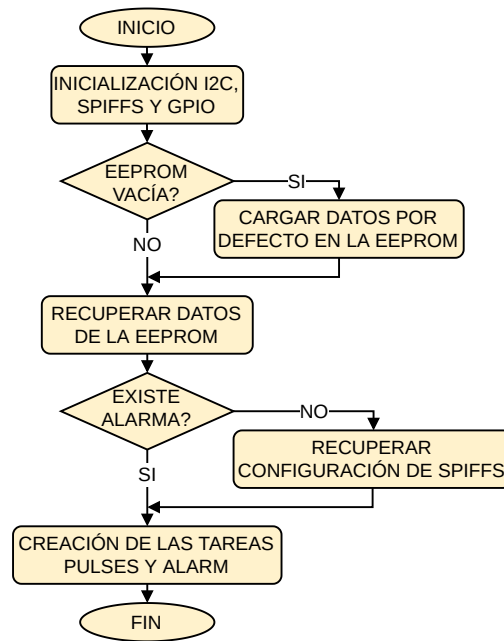 INICIO
INICIALIZACIÓN I2C,
SPIFFS Y GPIO
EEPROM
VACÍA?
SI
CARGAR DATOS POR
DEFECTO EN LA EEPROM
NO
RECUPERAR DATOS
DE LA EEPROM
EXISTE
ALARMA?
NO
RECUPERAR
CONFIGURACIÓN DE SPIFFS
SI
CREACIÓN DE LAS TAREAS
PULSES Y ALARM
FIN